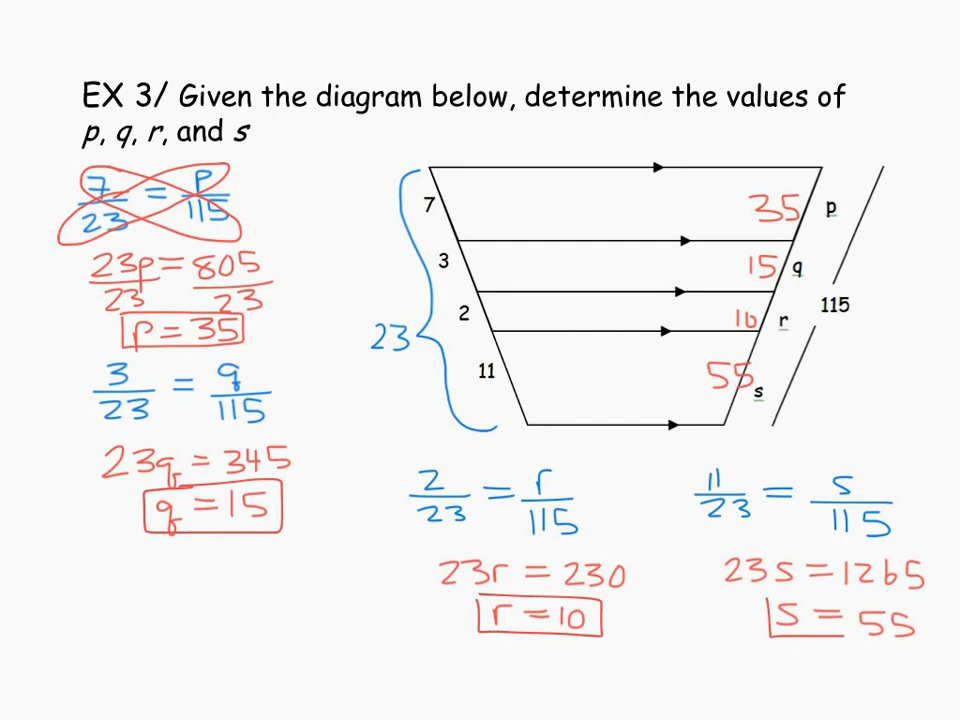 EX 3/ Given the diagram below, determine the values of
p, q, r, and s
7/23 = p/115
23p/23 = 805/23
p = 35
3/23 = q/115
23q = 345
q = 15
7
3
2
11
23
35 p
15 q
10 r
55 s
115
2/23 = r/115
23r = 230
r = 10
11/23 = s/115
23s = 1265
s = 55